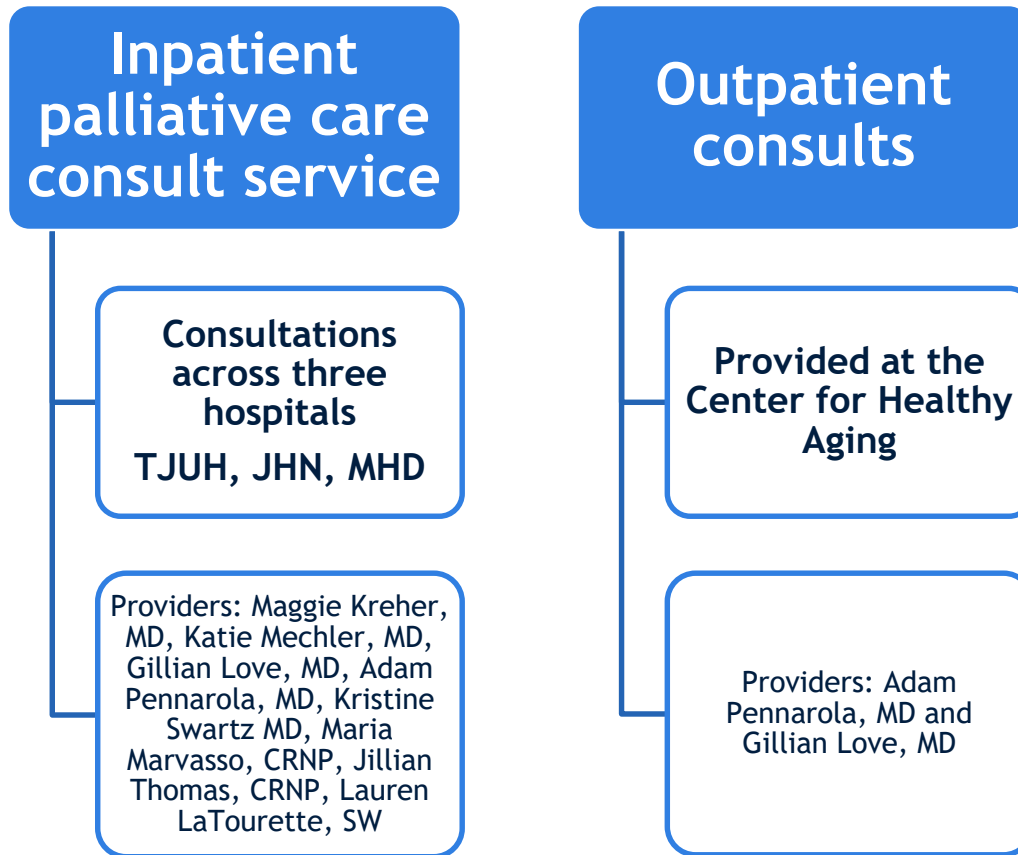 Inpatient
palliative care
consult service
Consultations
across three
hospitals
TJUH, JHN, MHD
Providers: Maggie Kreher,
MD, Katie Mechler, MD,
Gillian Love, MD, Adam
Pennarola, MD, Kristine
Swartz MD, Maria
Marvasso, CRNP, Jillian
Thomas, CRNP, Lauren
LaTourette, SW
Outpatient
consults
Provided at the
Center for Healthy
Aging
Providers: Adam
Pennarola, MD and
Gillian Love, MD